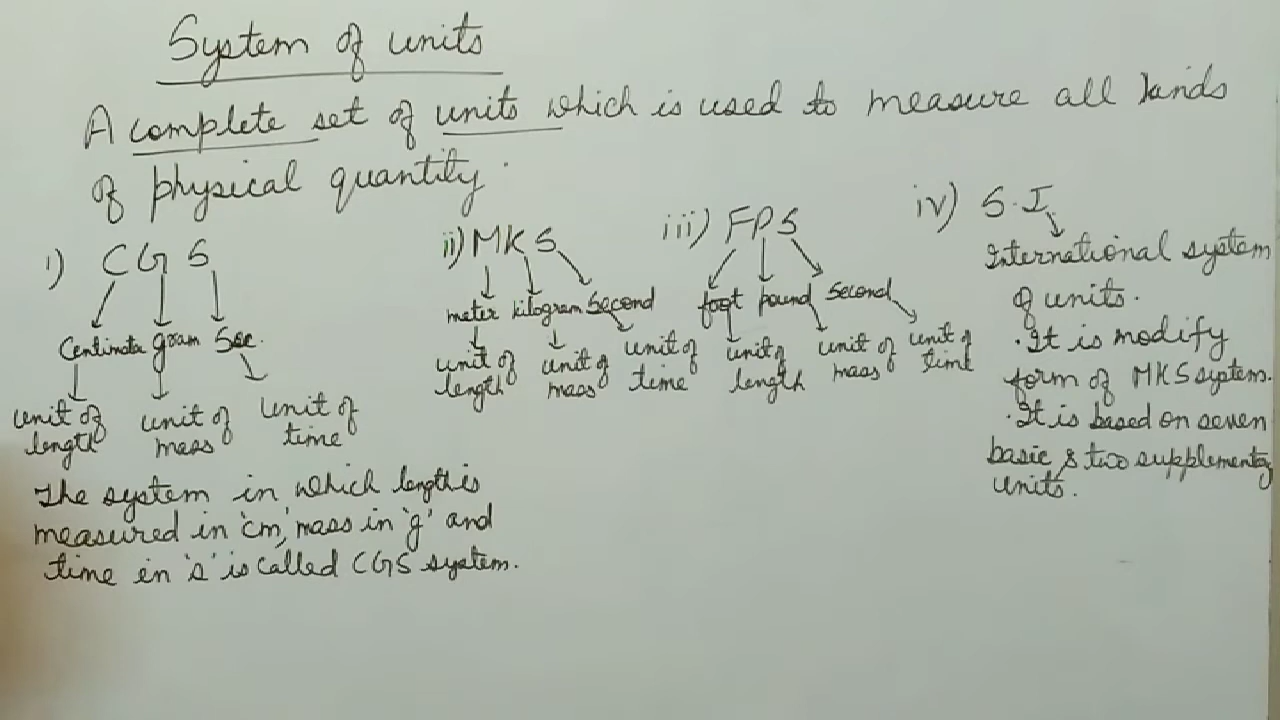 System of units
A complete set of units which is used to measure all kinds
of physical quantity.
i) CGS
Centimete gram Sec.
unit of length
unit of mass
unit of time
The system in which length is
measured in 'cm', mass in 'g' and
time in 's' is called CGS system.
ii) MKS
meter kilogram Second
unit of length
unit of mass
unit of time
iii) FPS
foot pound Second
unit of length
unit of mass
unit of time
iv) S.I
International system
of units.
·It is modify
form of MKS system.
·It is based on seven
basic & two supplementary
units.